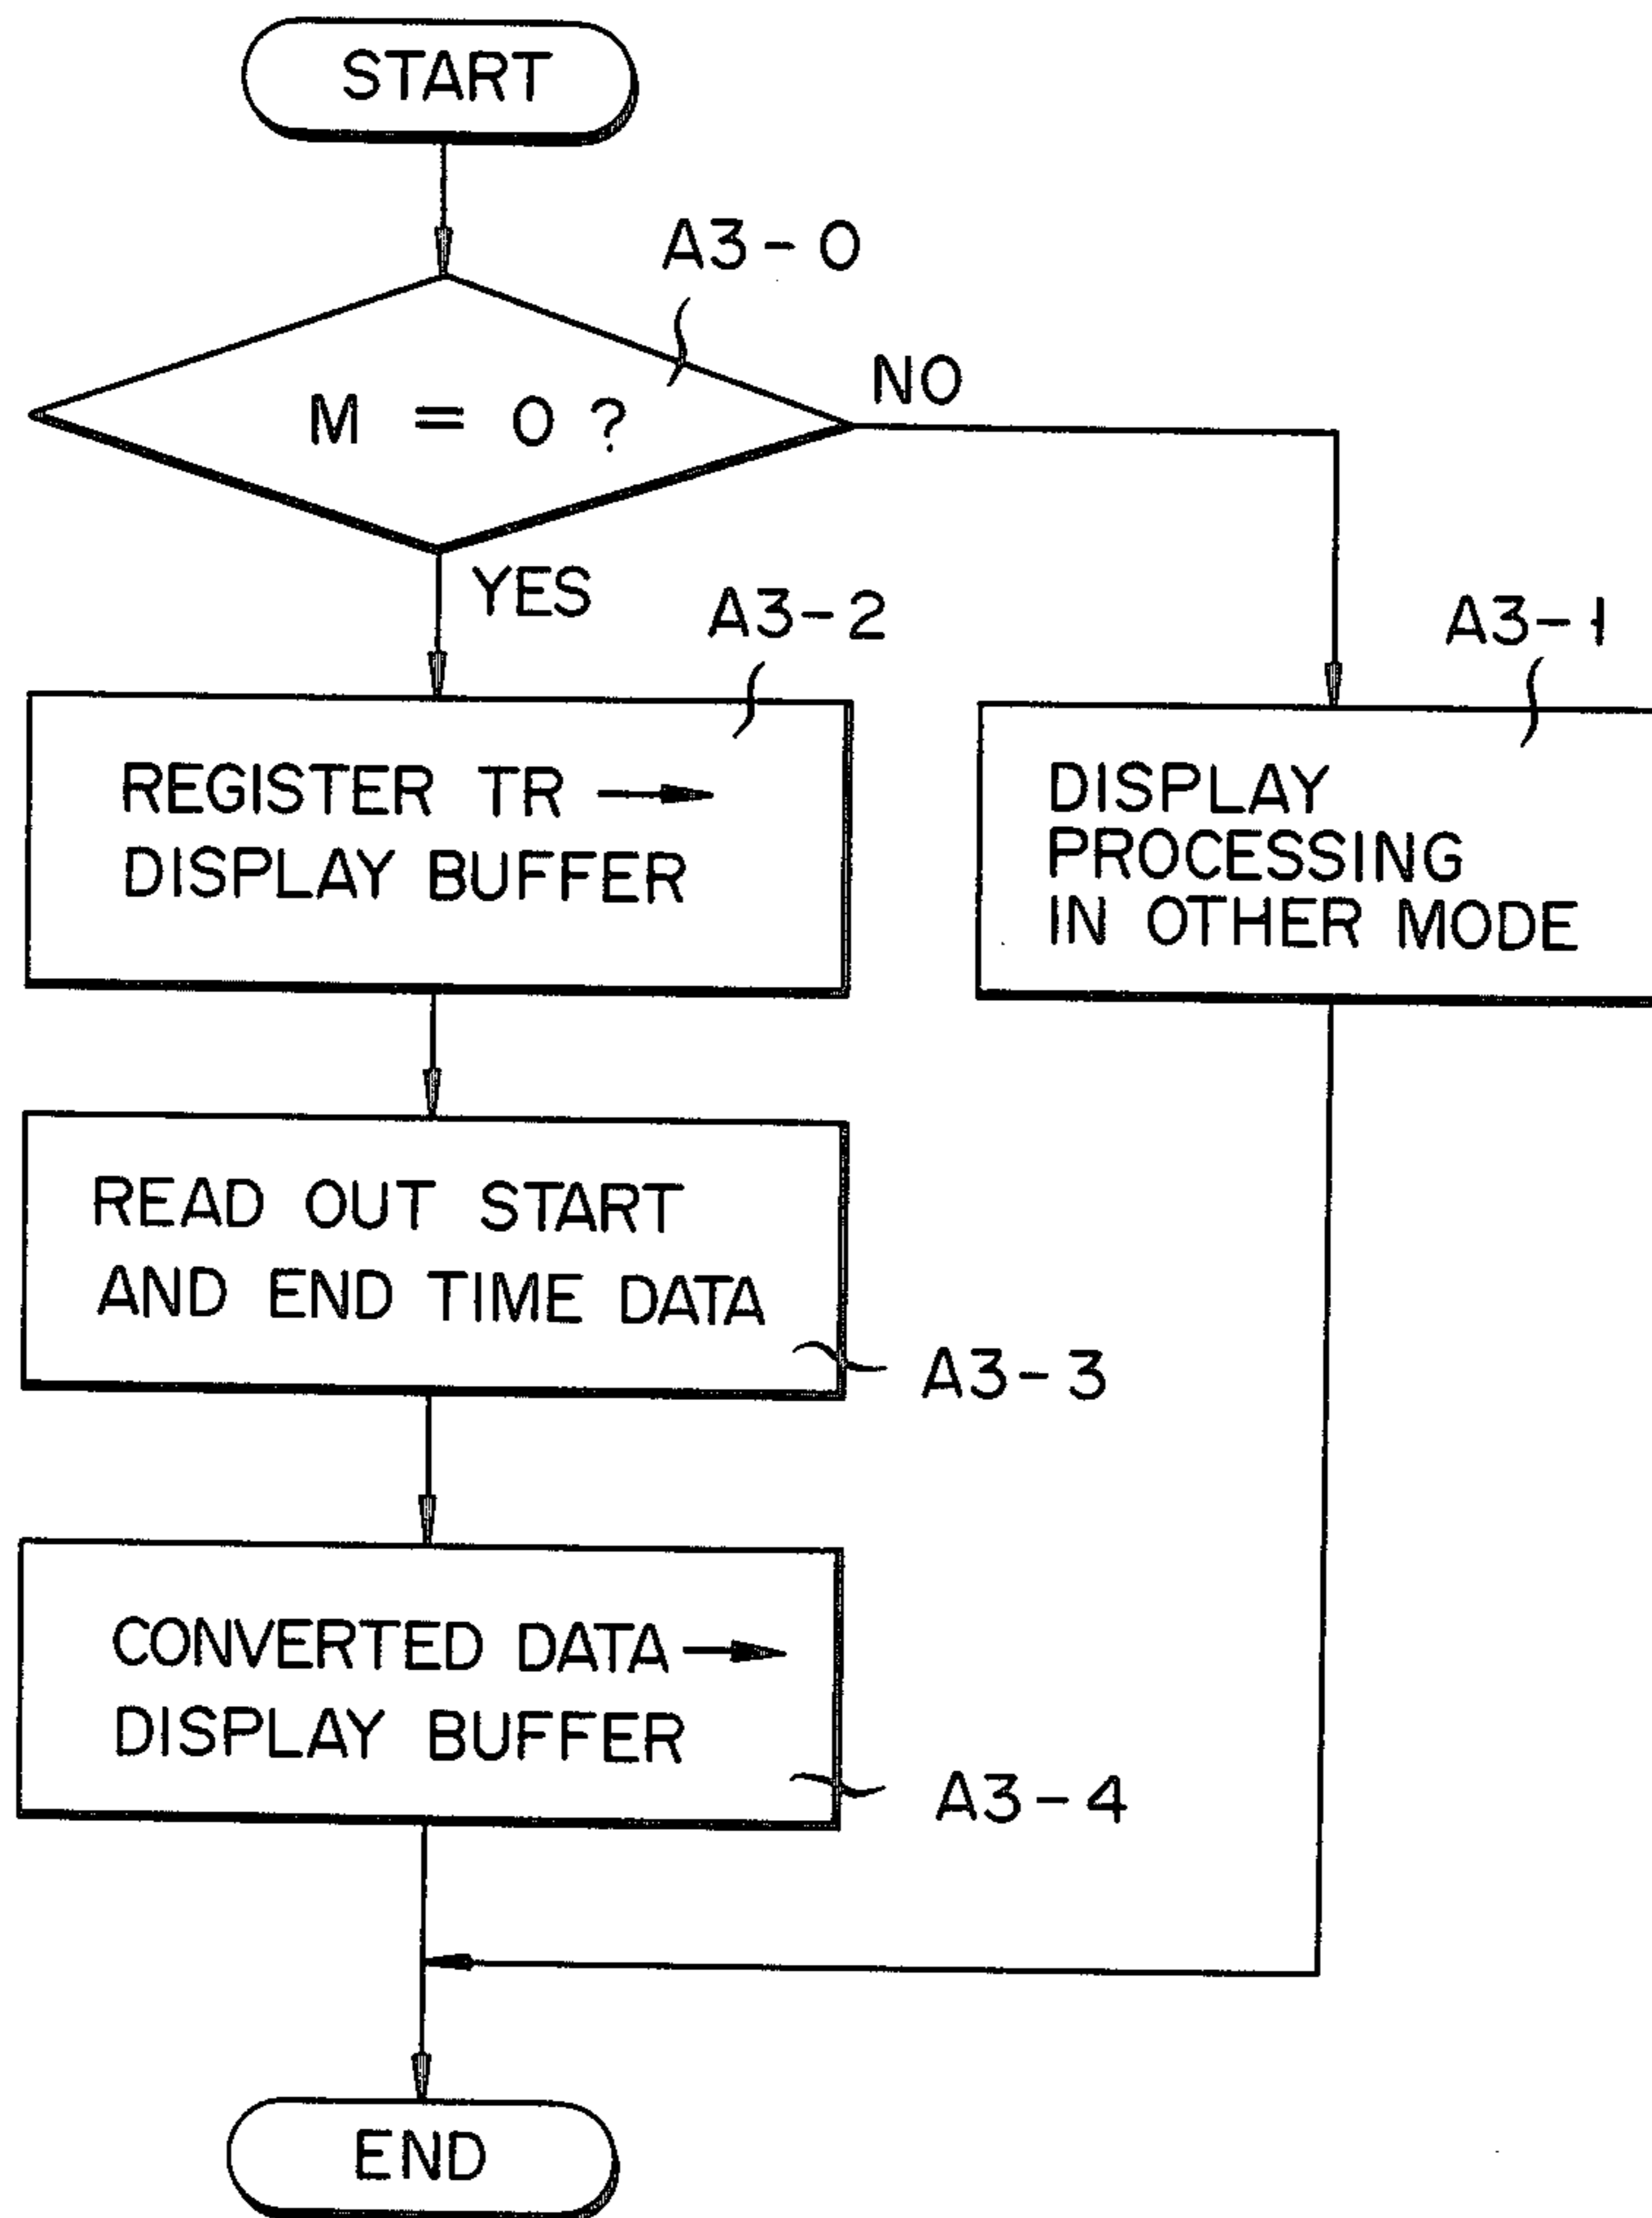 START
A3-0
M = 0 ?
NO
YES
A3-2
A3-1
REGISTER TR →
DISPLAY BUFFER
DISPLAY
PROCESSING
IN OTHER MODE
READ OUT START
AND END TIME DATA
A3-3
CONVERTED DATA →
DISPLAY BUFFER
A3-4
END